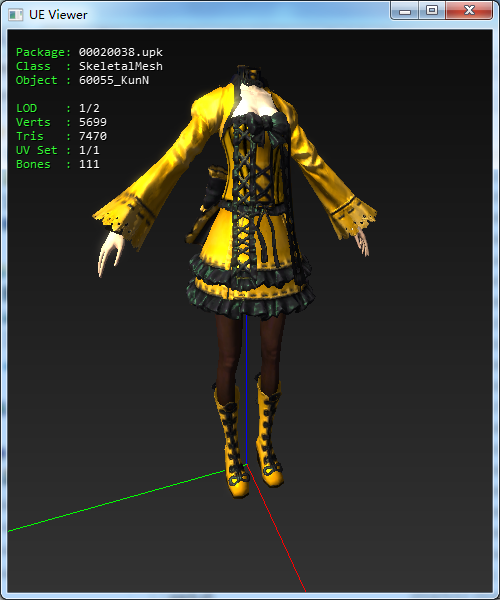 UE Viewer
Package: 00020038.upk
Class : SkeletalMesh
Object : 60055_KunN
LOD : 1/2
Verts : 5699
Tris : 7470
UV Set : 1/1
Bones : 111